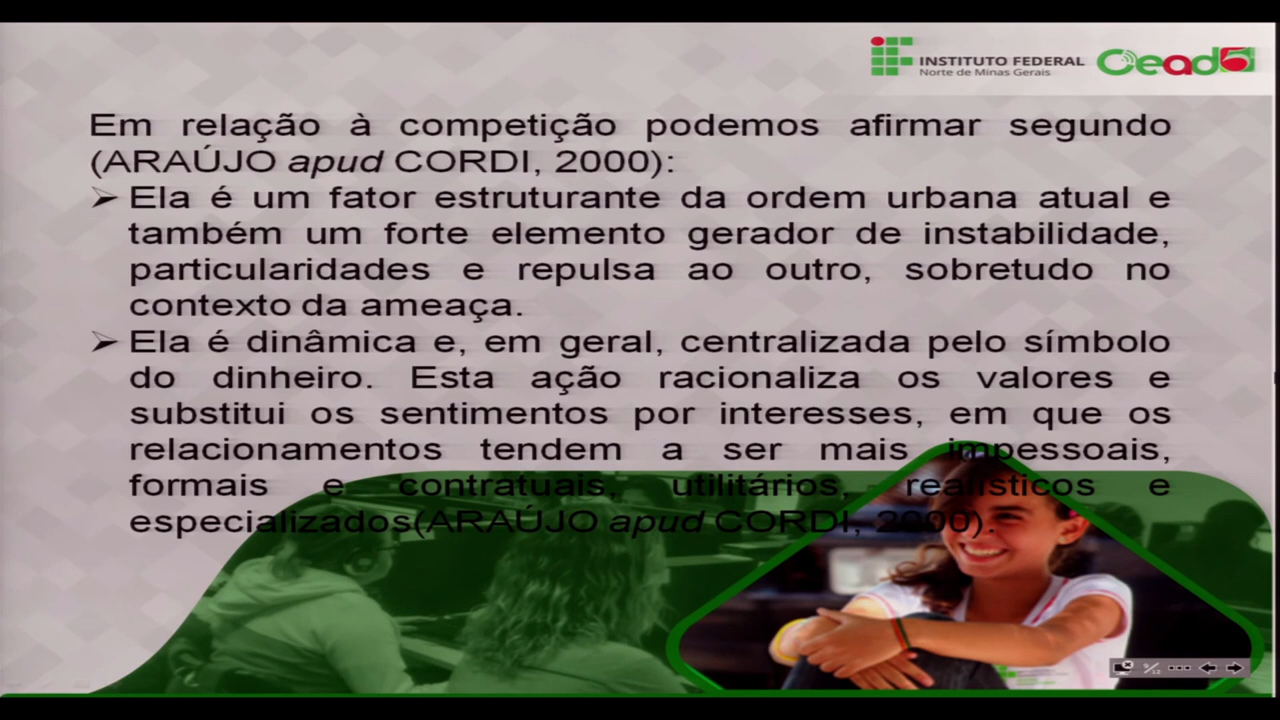 INSTITUTO FEDERAL
Norte de Minas Gerais
Cead
Em relação à competição podemos afirmar segundo
(ARAÚJO apud CORDI, 2000):
➢ Ela é um fator estruturante da ordem urbana atual e
também um forte elemento gerador de instabilidade,
particularidades e repulsa ao outro, sobretudo no
contexto da ameaça.
➢ Ela é dinâmica e, em geral, centralizada pelo símbolo
do dinheiro. Esta ação racionaliza os valores e
substitui os sentimentos por interesses, em que os
relacionamentos tendem a ser mais impessoais,
formais e contratuais, utilitários, realísticos e
especializados(ARAÚJO apud CORDI, 2000).